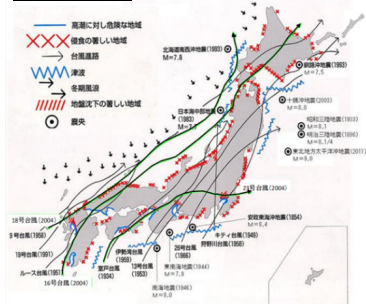 高潮に対し危険な地域
侵食の著しい地域
台風進路
津波
冬期風浪
地盤沈下の著しい地域
震央
北海道南西沖地震(1993)
M=7.8
釧路沖地震(1993)
M=7.5
十勝沖地震(2003)
M=8.0
日本海中部地震
(1983)
昭和三陸地震(1933)
M=8.1
明治三陸地震(1896)
M=8.1/4
東北地方太平洋沖地震(2011)
M=9.0
23号台風(2004)
安政東海沖地震(1854)
M=8.4
キティ台風(1949)
狩野川台風(1958)
18号台風(2004)
9号台風(1958)
19号台風(1991)
ルース台風(1951)
16号台風(2004)
室戸台風
(1934)
伊勢湾台風
(1959)
13号台風
(1953)
26号台風
(1966)
東南海地震(1944)
M=7.9
南海地震(1946)
M=8.0